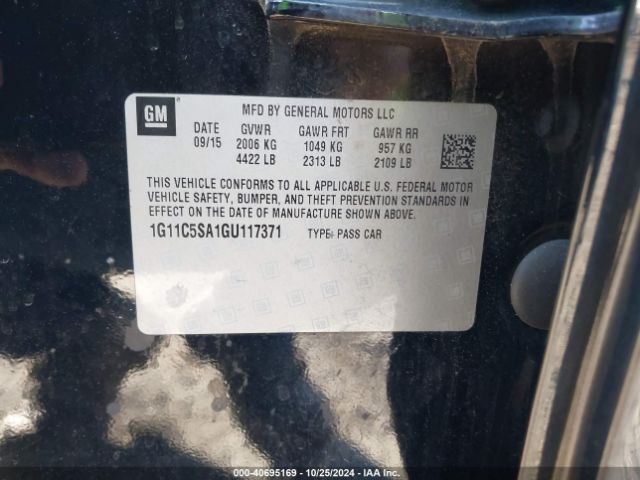 GM ® MFD BY GENERAL MOTORS LLC
DATE GVWR GAWR FRT GAWR RR
09/15 2006 KG 1049 KG 957 KG
4422 LB 2313 LB 2109 LB
THIS VEHICLE CONFORMS TO ALL APPLICABLE U.S. FEDERAL MOTOR
VEHICLE SAFETY, BUMPER, AND THEFT PREVENTION STANDARDS IN
EFFECT ON THE DATE OF MANUFACTURE SHOWN ABOVE.
1G11C5SA1GU117371 TYPE: PASS CAR
000-40695169 | 10/25/2024 | IAA Inc.